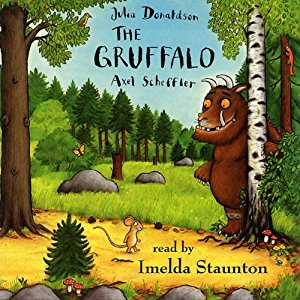 Julia Donaldson
THE
GRUFFALO
Axel Scheffler
read by
Imelda Staunton